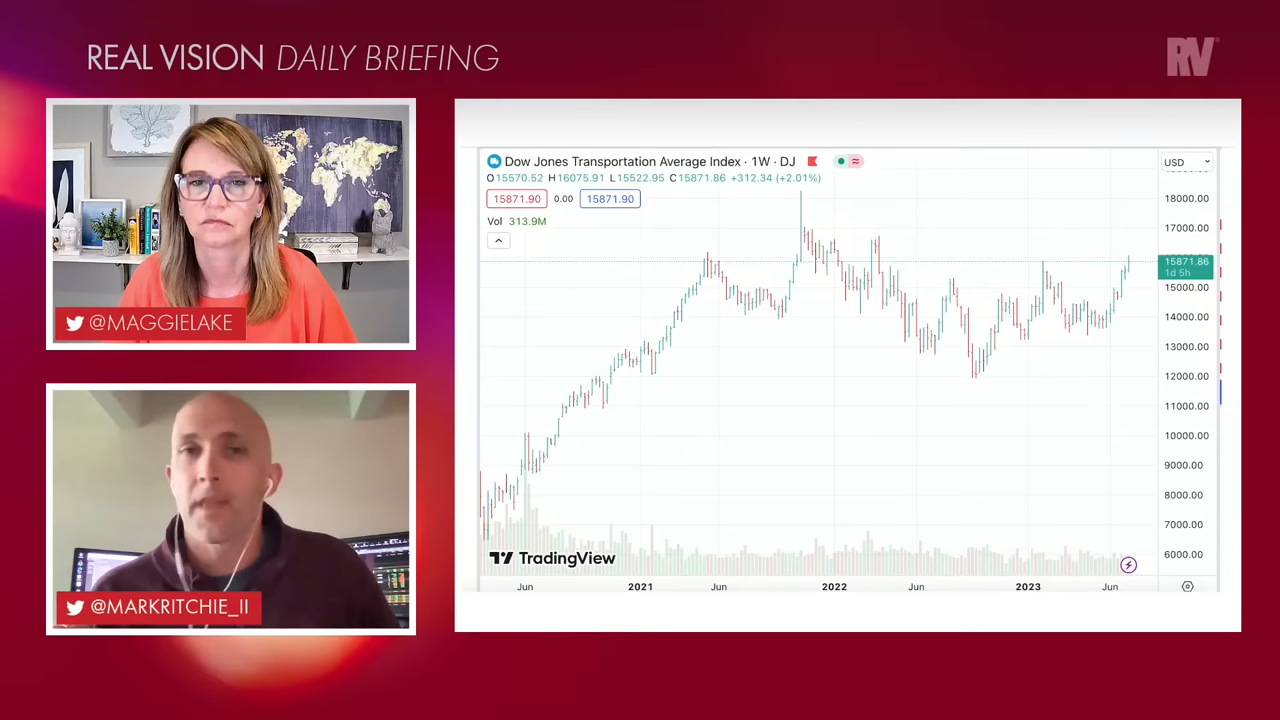 REAL VISION DAILY BRIEFING
RV
@MAGGIELAKE
@MARKRITCHIE_II
Dow Jones Transportation Average Index · 1W · DJ
USD
O15570.52 H16075.91 L15522.95 C15871.86 +312.34 (+2.01%)
15871.90 0.00 15871.90
Vol 313.9M
18000.00
17000.00
15871.86
1d 5h
15000.00
14000.00
13000.00
12000.00
11000.00
10000.00
9000.00
8000.00
7000.00
6000.00
TradingView
Jun 2021 Jun 2022 Jun 2023 Jun